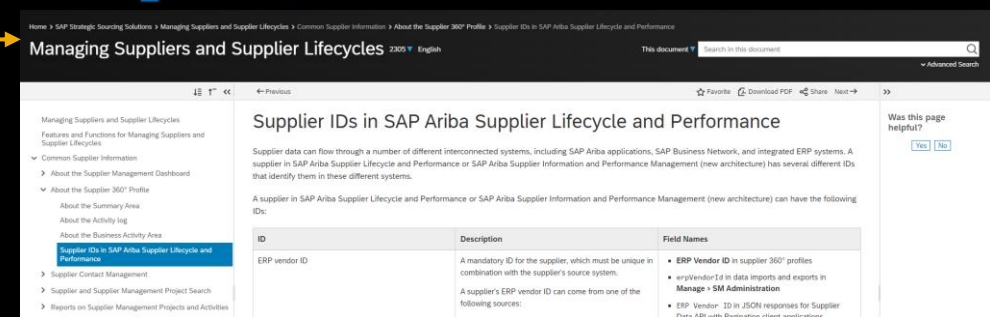 Home > SAP Strategic Sourcing Solutions > Managing Suppliers and Supplier Lifecycles > Common Supplier Information > About the Supplier 360° Profile > Supplier IDs in SAP Ariba Supplier Lifecycle and Performance
Managing Suppliers and Supplier Lifecycles 2305 English
This document
Search in this document
Advanced Search
Previous
Favorite Download PDF Share Next
Managing Suppliers and Supplier Lifecycles
Features and Functions for Managing Suppliers and
Supplier Lifecycles
Common Supplier Information
About the Supplier Management Dashboard
About the Supplier 360° Profile
About the Summary Area
About the Activity log
About the Business Activity Area
Supplier IDs in SAP Ariba Supplier Lifecycle and
Performance
Supplier Contact Management
Supplier and Supplier Management Project Search
Reports on Supplier Management Projects and Activities
Supplier IDs in SAP Ariba Supplier Lifecycle and Performance
Supplier data can flow through a number of different interconnected systems, including SAP Ariba applications, SAP Business Network, and integrated ERP systems. A
supplier in SAP Ariba Supplier Lifecycle and Performance or SAP Ariba Supplier Information and Performance Management (new architecture) has several different IDs
that identify them in these different systems.
A supplier in SAP Ariba Supplier Lifecycle and Performance or SAP Ariba Supplier Information and Performance Management (new architecture) can have the following
IDs:
ID
Description
Field Names
ERP vendor ID
A mandatory ID for the supplier, which must be unique in
combination with the supplier's source system.
A supplier's ERP vendor ID can come from one of the
following sources:
• ERP Vendor ID in supplier 360° profiles
• erpVendorId in data imports and exports in
Manage > SM Administration
• ERP Vendor ID in JSON responses for Supplier
Data API with Pagination client applications
Was this page
helpful?
Yes No